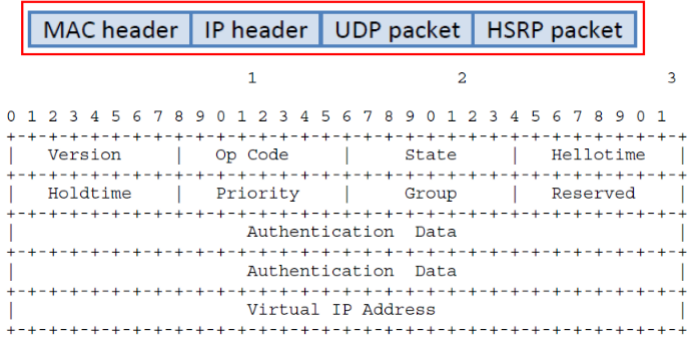 MAC header IP header UDP packet HSRP packet
1 2 3
0 1 2 3 4 5 6 7 8 9 0 1 2 3 4 5 6 7 8 9 0 1 2 3 4 5 6 7 8 9 0 1
+-+-+-+-+-+-+-+-+-+-+-+-+-+-+-+-+-+-+-+-+-+-+-+-+-+-+-+-+-+-+-+-+
| Version | Op Code | State | Hellotime |
+-+-+-+-+-+-+-+-+-+-+-+-+-+-+-+-+-+-+-+-+-+-+-+-+-+-+-+-+-+-+-+-+
| Holdtime | Priority | Group | Reserved |
+-+-+-+-+-+-+-+-+-+-+-+-+-+-+-+-+-+-+-+-+-+-+-+-+-+-+-+-+-+-+-+-+
| Authentication Data |
+-+-+-+-+-+-+-+-+-+-+-+-+-+-+-+-+-+-+-+-+-+-+-+-+-+-+-+-+-+-+-+-+
| Authentication Data |
+-+-+-+-+-+-+-+-+-+-+-+-+-+-+-+-+-+-+-+-+-+-+-+-+-+-+-+-+-+-+-+-+
| Virtual IP Address |
+-+-+-+-+-+-+-+-+-+-+-+-+-+-+-+-+-+-+-+-+-+-+-+-+-+-+-+-+-+-+-+-+